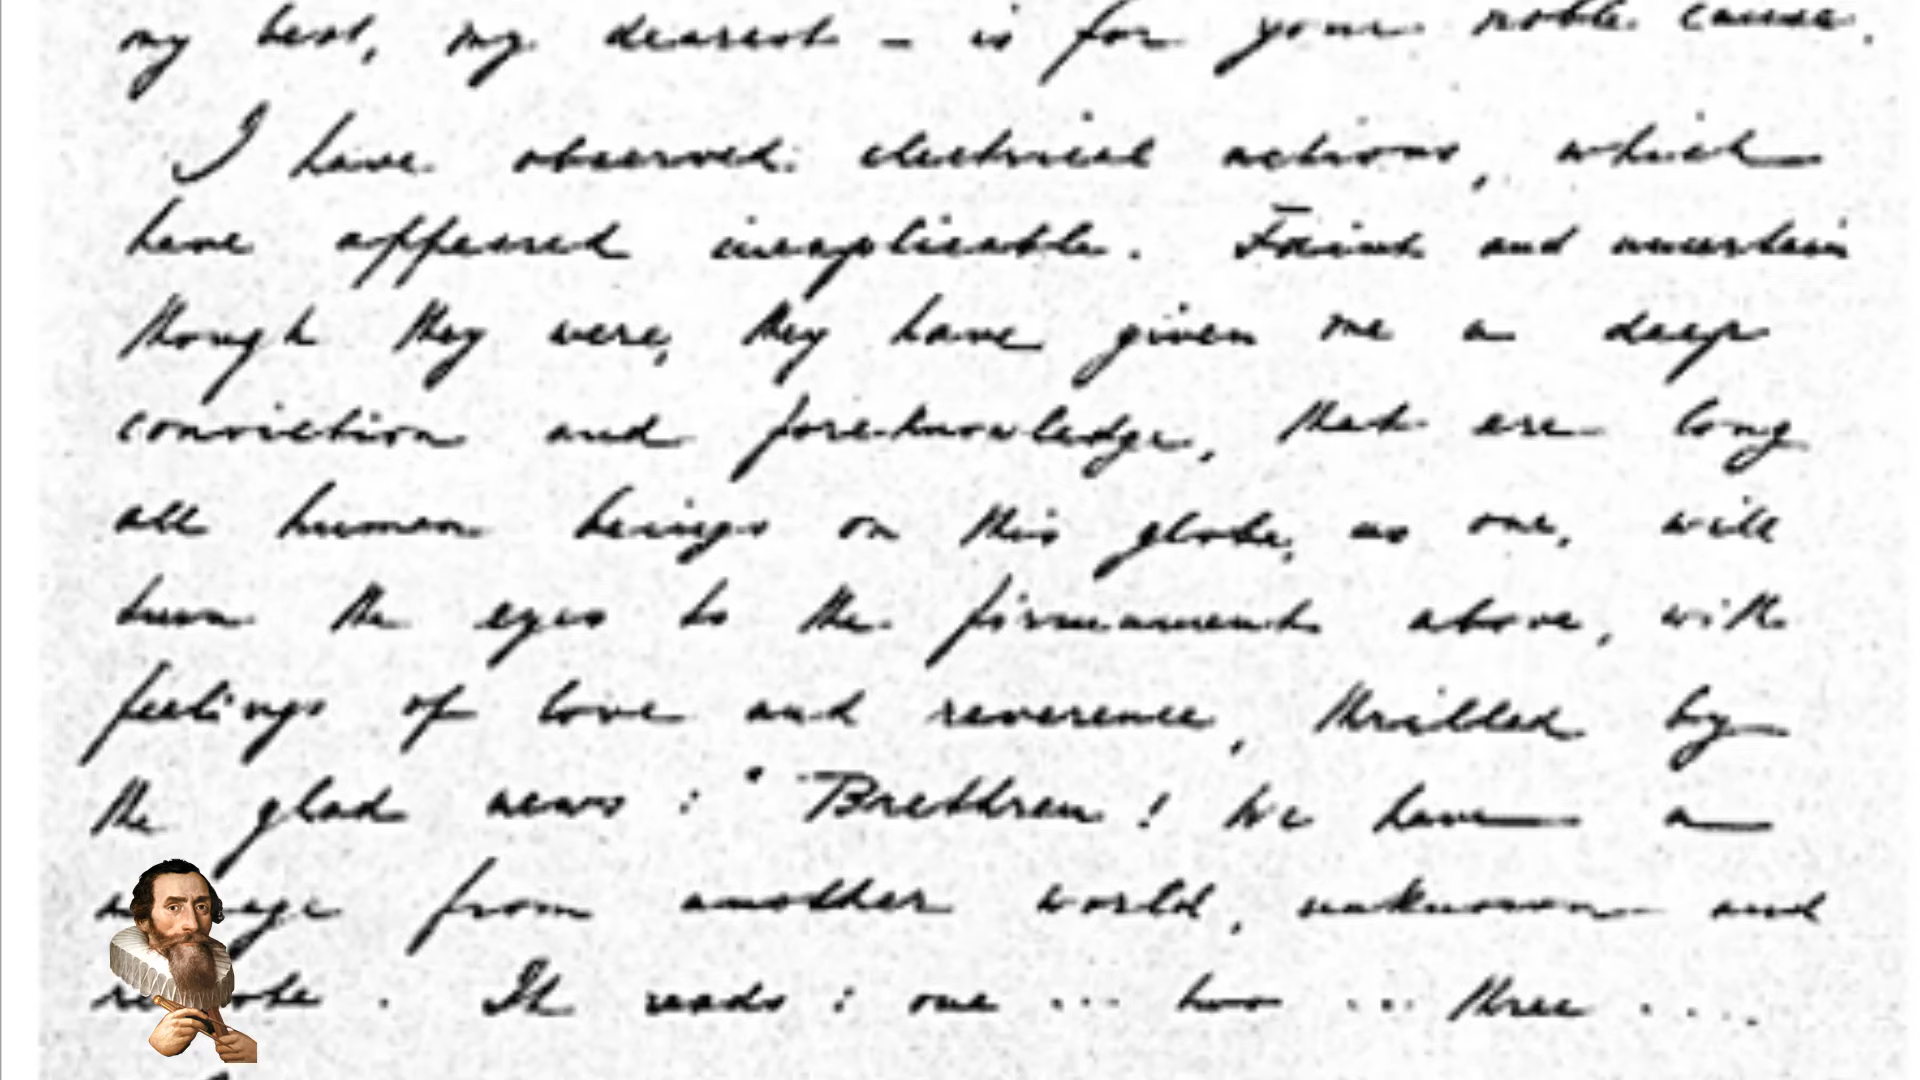 my best, my dearest – is for your noble cause.
I have observed electrical actions, which
have appeared inexplicable. Faint and uncertain
though they were, they have given me a deep
conviction and foreknowledge, that ere long
all human beings on this globe, as one, will
turn the eyes to the firmament above, with
feelings of love and reverence, thrilled by
the glad news: "Brethren! We have a
from another world, unknown and
It reads: one ... two ... three ....